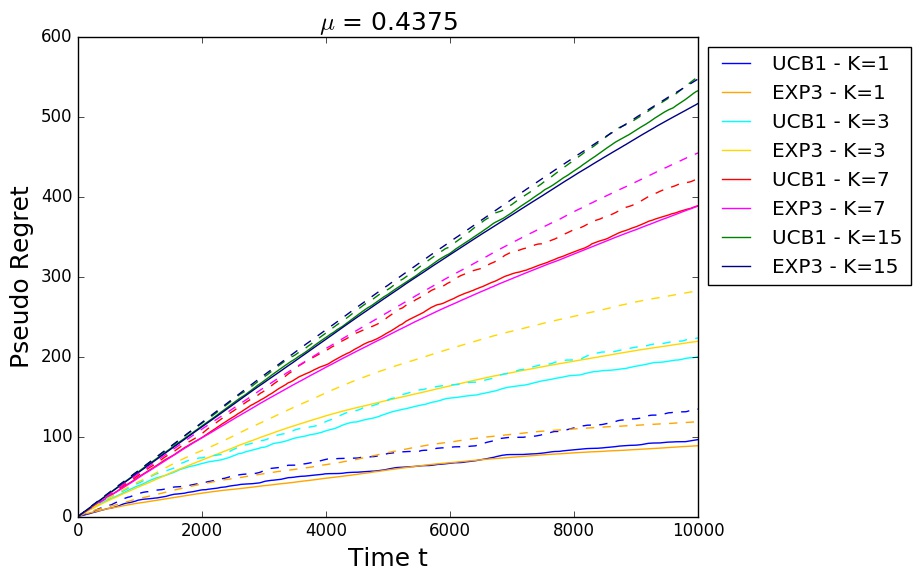 μ = 0.4375
Pseudo Regret
600
500
400
300
200
100
0
0 2000 4000 6000 8000 10000
Time t
UCB1 - K=1
EXP3 - K=1
UCB1 - K=3
EXP3 - K=3
UCB1 - K=7
EXP3 - K=7
UCB1 - K=15
EXP3 - K=15